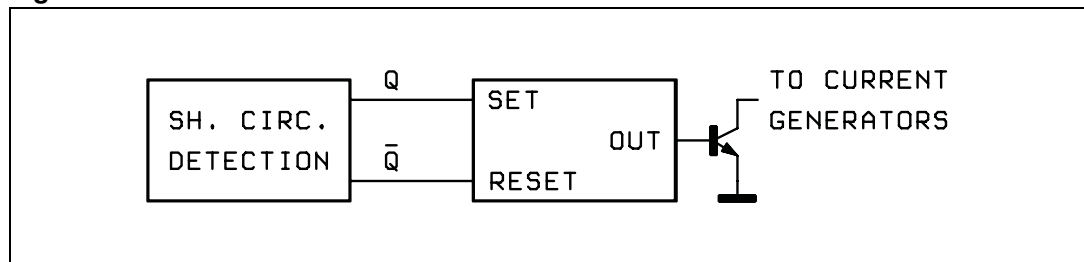 SH. CIRC.
DETECTION
Q
Q̅
SET
RESET
OUT
TO CURRENT
GENERATORS